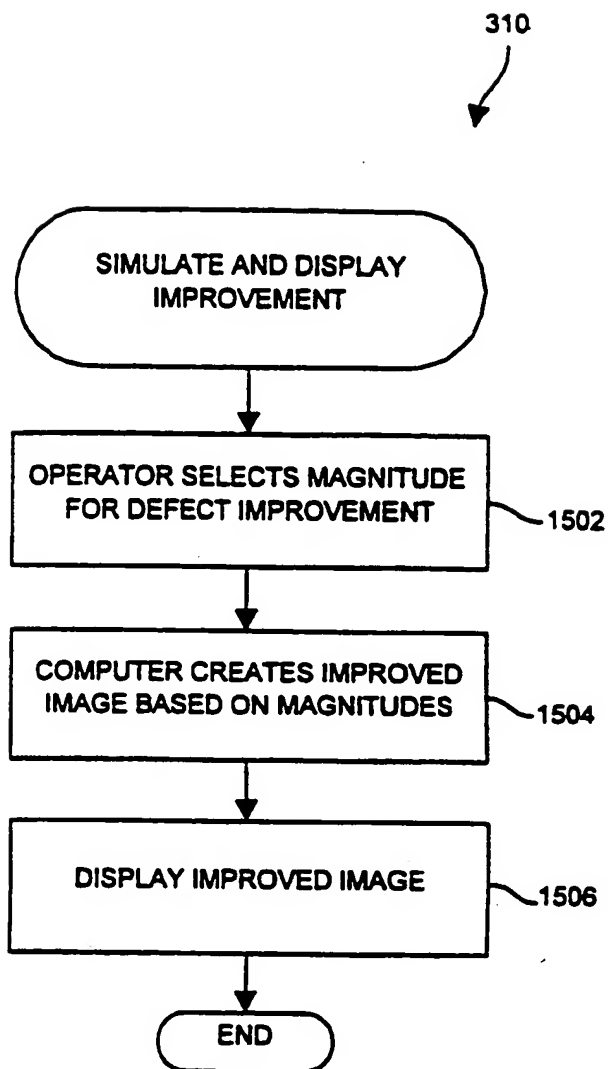 310
SIMULATE AND DISPLAY
IMPROVEMENT
OPERATOR SELECTS MAGNITUDE
FOR DEFECT IMPROVEMENT
1502
COMPUTER CREATES IMPROVED
IMAGE BASED ON MAGNITUDES
1504
DISPLAY IMPROVED IMAGE
1506
END